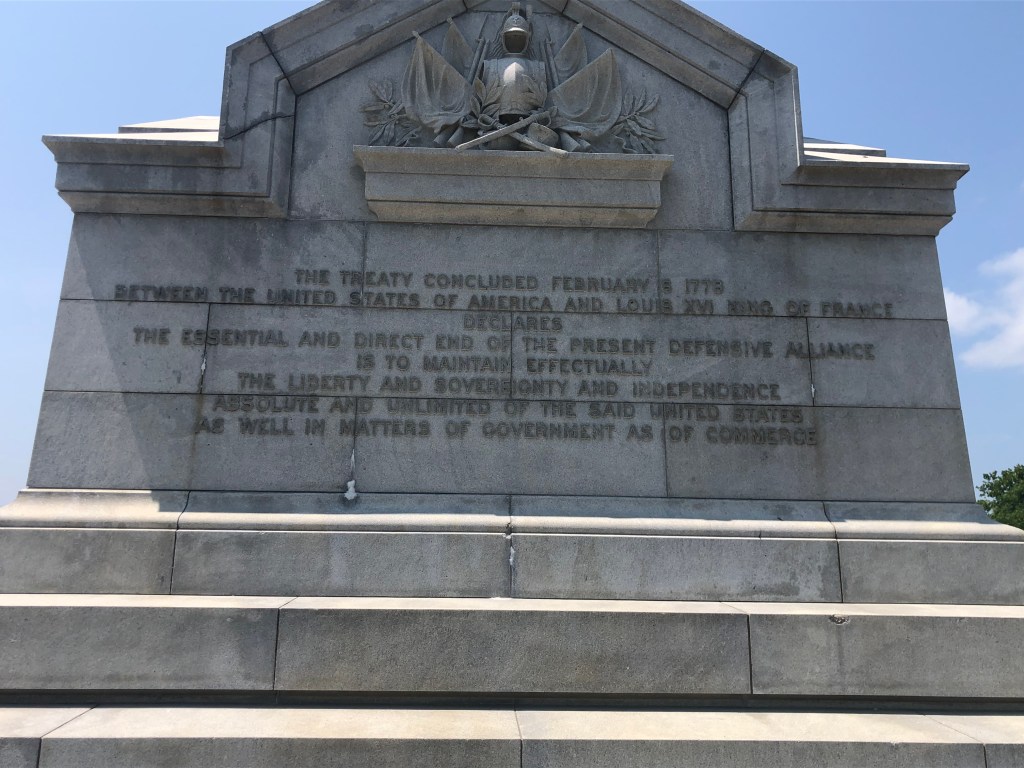 THE TREATY CONCLUDED FEBRUARY 6 1778
BETWEEN THE UNITED STATES OF AMERICA AND LOUIS XVI KING OF FRANCE
DECLARES
THE ESSENTIAL AND DIRECT END OF THE PRESENT DEFENSIVE ALLIANCE
IS TO MAINTAIN EFFECTUALLY
THE LIBERTY AND SOVEREIGNTY AND INDEPENDENCE
ABSOLUTE AND UNLIMITED OF THE SAID UNITED STATES
AS WELL IN MATTERS OF GOVERNMENT AS OF COMMERCE